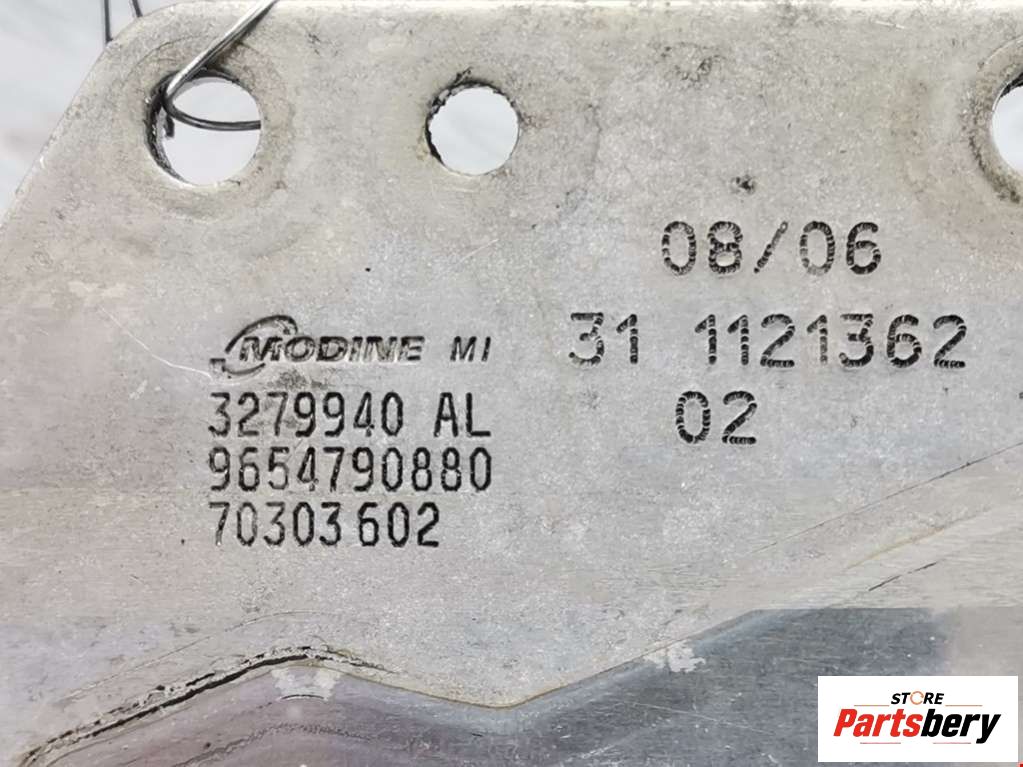 08/06
31 1121362
02
MODINE MI
3279940 AL
9654790880
70303602
STORE
Partsbery